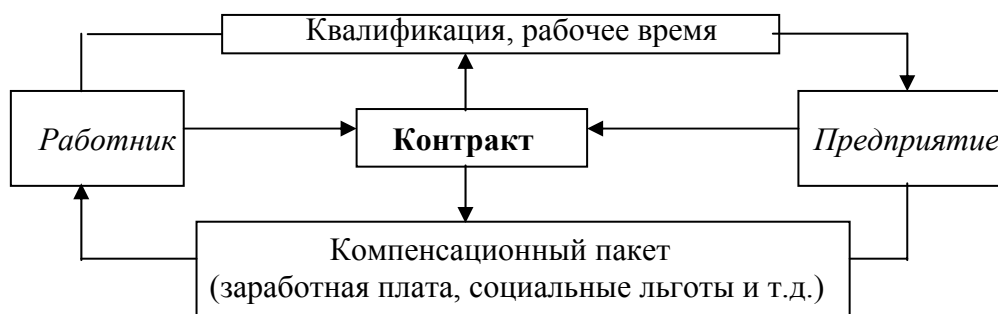 Квалификация, рабочее время
Работник
Контракт
Предприятие
Компенсационный пакет
(заработная плата, социальные льготы и т.д.)